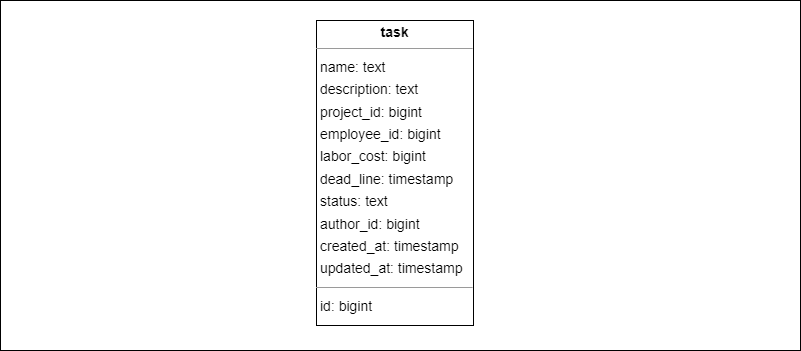 task
name: text
description: text
project_id: bigint
employee_id: bigint
labor_cost: bigint
dead_line: timestamp
status: text
author_id: bigint
created_at: timestamp
updated_at: timestamp
id: bigint